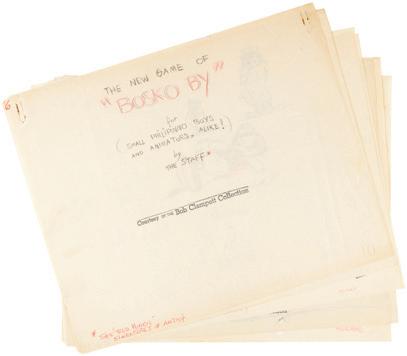 THE NEW GAME OF
"BOSKO BY"
for
(SMALL PHILIPINNO BOYS
AND ANIMATORS, ALIKE!)
by
THE STAFF*
Courtesy OF THE Bob Clampett Collection